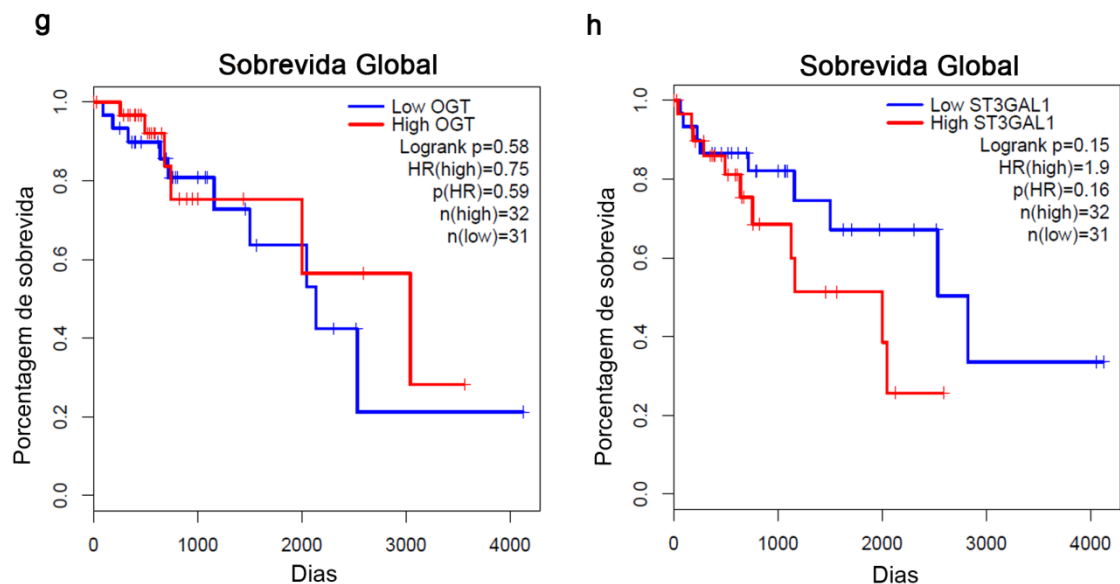 g
Sobrevida Global
Low OGT
High OGT
Logrank p=0.58
HR(high)=0.75
p(HR)=0.59
n(high)=32
n(low)=31
Porcentagem de sobrevida
1.0
0.8
0.6
0.4
0.2
0.0
0 1000 2000 3000 4000
Dias
h
Sobrevida Global
Low ST3GAL1
High ST3GAL1
Logrank p=0.15
HR(high)=1.9
p(HR)=0.16
n(high)=32
n(low)=31
Porcentagem de sobrevida
1.0
0.8
0.6
0.4
0.2
0.0
0 1000 2000 3000 4000
Dias